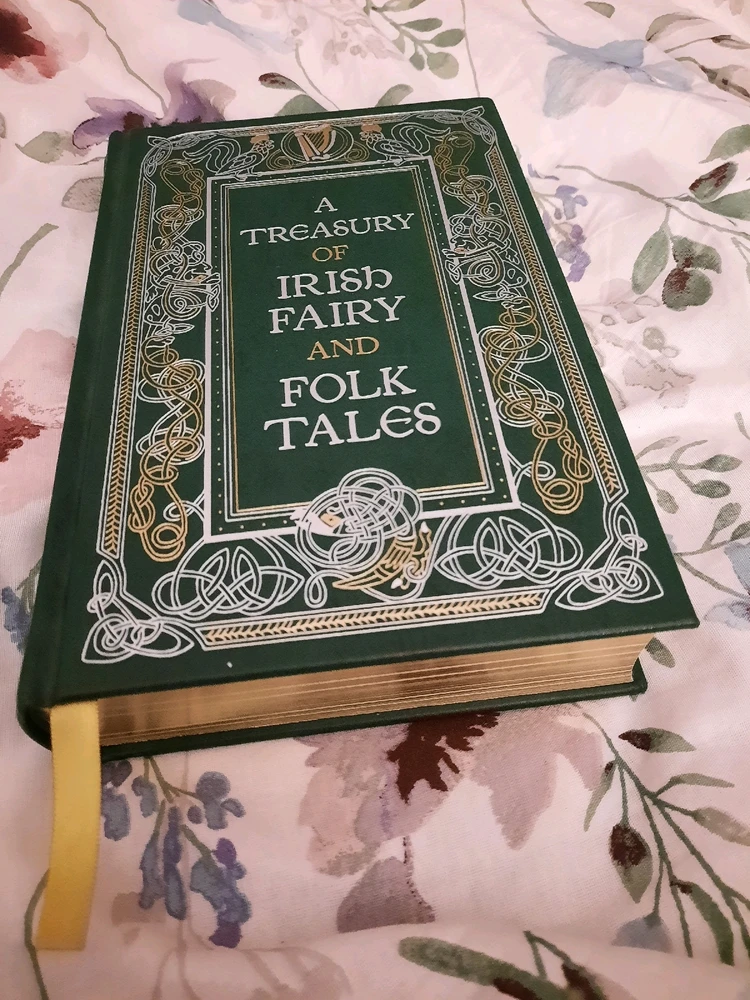 A
TREASURY
OF
IRISH
FAIRY
AND
FOLK
TALES